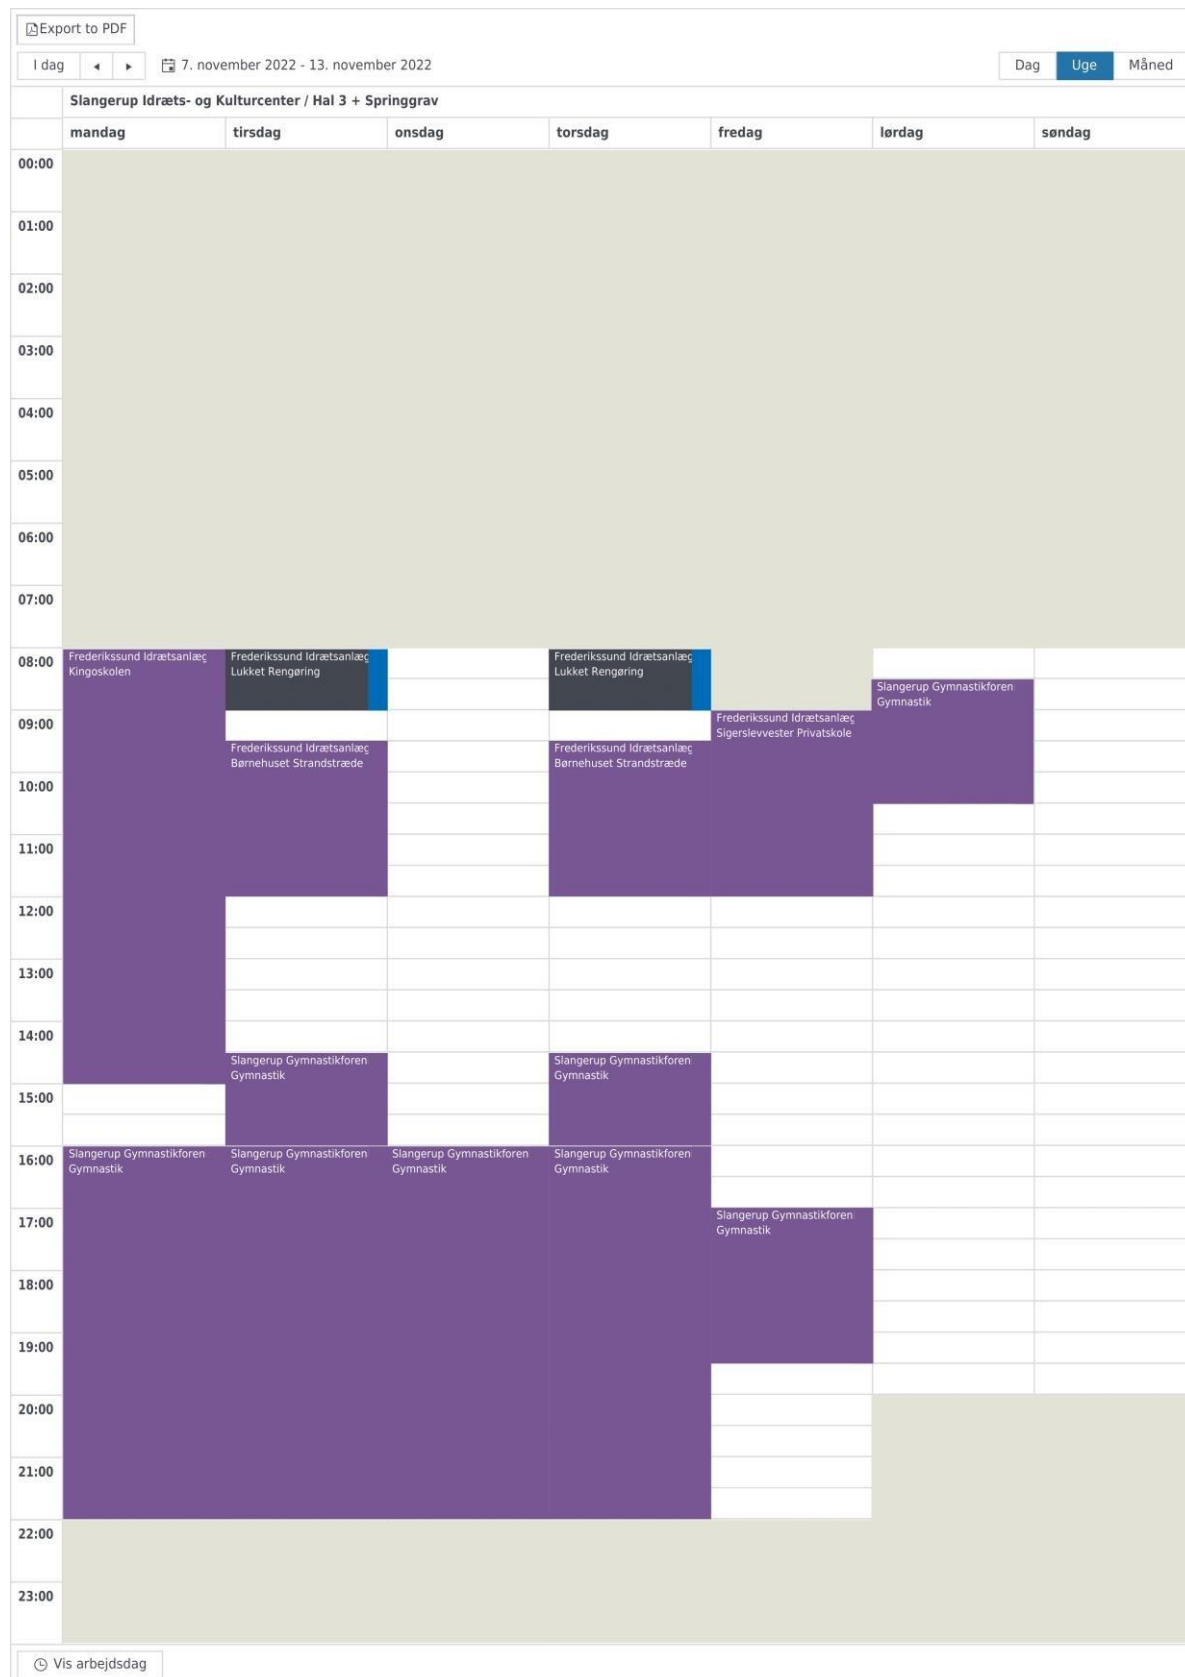 Export to PDF
I dag 7. november 2022 - 13. november 2022 Dag Uge Måned
Slangerup Idræts- og Kulturcenter / Hal 3 + Springgrav
mandag tirsdag onsdag torsdag fredag lørdag søndag
00:00
01:00
02:00
03:00
04:00
05:00
06:00
07:00
08:00
Frederikssund Idrætsanlæg
Kingoskolen
Frederikssund Idrætsanlæg
Lukket Rengøring
Frederikssund Idrætsanlæg
Lukket Rengøring
Slangerup Gymnastikforen
Gymnastik
09:00
Frederikssund Idrætsanlæg
Sigerslevvester Privatskole
Frederikssund Idrætsanlæg
Børnehuset Strandstræde
Frederikssund Idrætsanlæg
Børnehuset Strandstræde
10:00
11:00
12:00
13:00
14:00
Slangerup Gymnastikforen
Gymnastik
Slangerup Gymnastikforen
Gymnastik
15:00
16:00
Slangerup Gymnastikforen
Gymnastik
Slangerup Gymnastikforen
Gymnastik
Slangerup Gymnastikforen
Gymnastik
Slangerup Gymnastikforen
Gymnastik
17:00
Slangerup Gymnastikforen
Gymnastik
18:00
19:00
20:00
21:00
22:00
23:00
Vis arbejdsdag